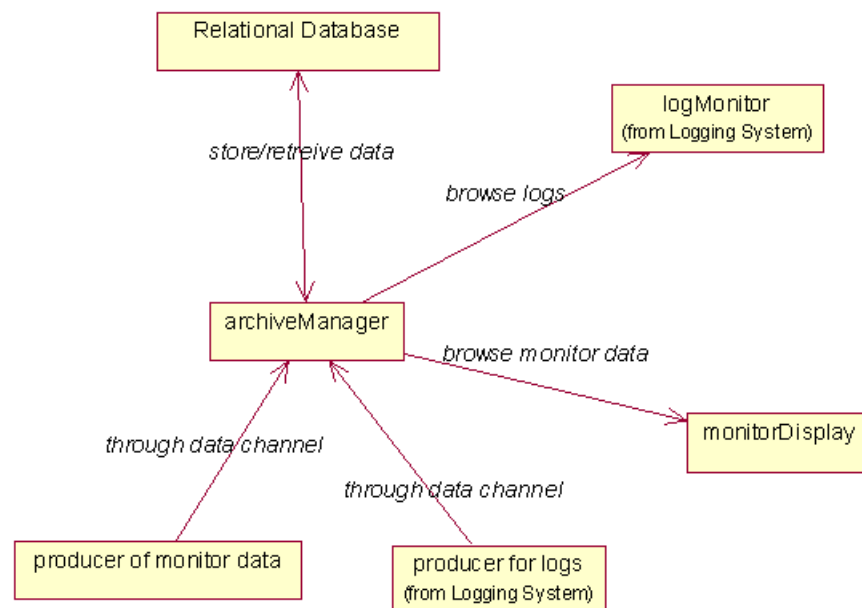 Relational Database
logMonitor
(from Logging System)
store/retreive data
browse logs
archiveManager
browse monitor data
monitorDisplay
through data channel
through data channel
producer of monitor data
producer for logs
(from Logging System)